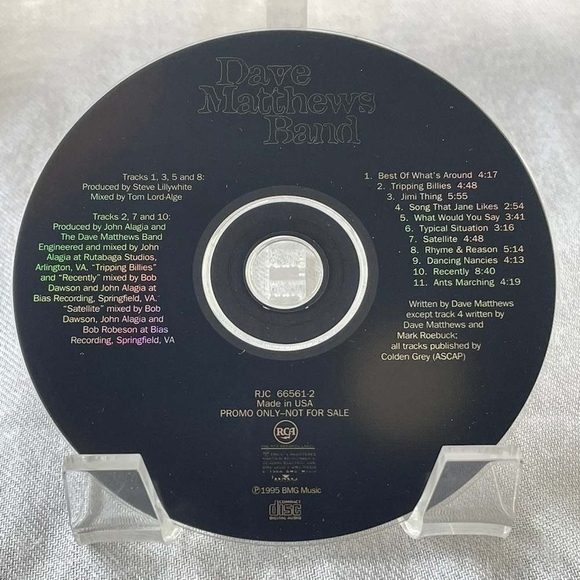 Dave
Matthews
Band
Tracks 1, 3, 5 and 8:
Produced by Steve Lillywhite
Mixed by Tom Lord-Alge
Tracks 2, 7 and 10:
Produced by John Alagia and
The Dave Matthews Band
Engineered and mixed by John
Alagia at Rutabaga Studios,
Arlington, VA. "Tripping Billies"
and "Recently" mixed by Bob
Dawson and John Alagia at
Bias Recording, Springfield, VA.
"Satellite" mixed by Bob
Dawson, John Alagia and
Bob Robeson at Bias
Recording, Springfield, VA
1. Best Of What's Around 4:17
2. Tripping Billies 4:48
3. Jimi Thing 5:55
4. Song That Jane Likes 2:54
5. What Would You Say 3:41
6. Typical Situation 3:16
7. Satellite 4:48
8. Rhyme & Reason 5:14
9. Dancing Nancies 4:13
10. Recently 8:40
11. Ants Marching 4:19
Written by Dave Matthews
except track 4 written by
Dave Matthews and
Mark Roebuck;
all tracks published by
Colden Grey (ASCAP)
RJC 66561-2
Made in USA
PROMO ONLY–NOT FOR SALE
RCA
℗ 1995 BMG Music
COMPACT
disc
DIGITAL AUDIO